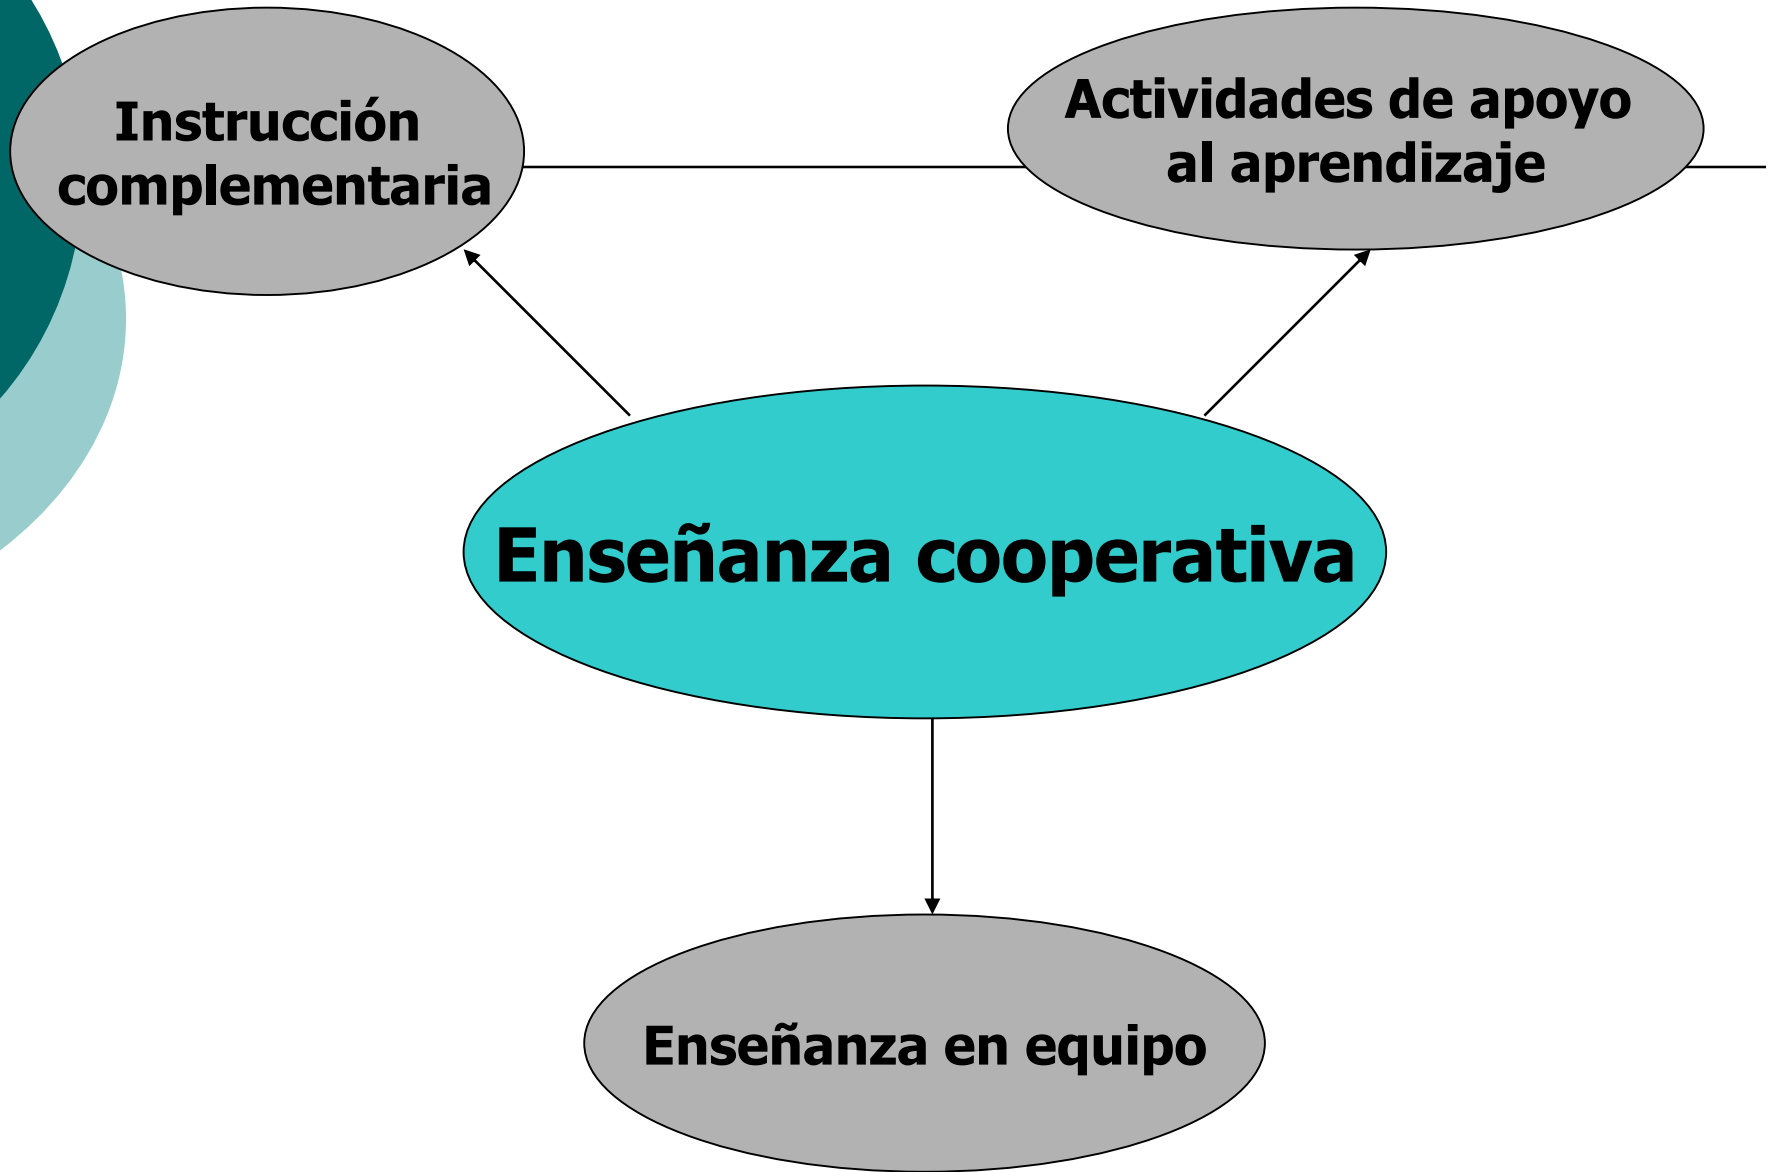 Instrucción
complementaria
Actividades de apoyo
al aprendizaje
Enseñanza cooperativa
Enseñanza en equipo